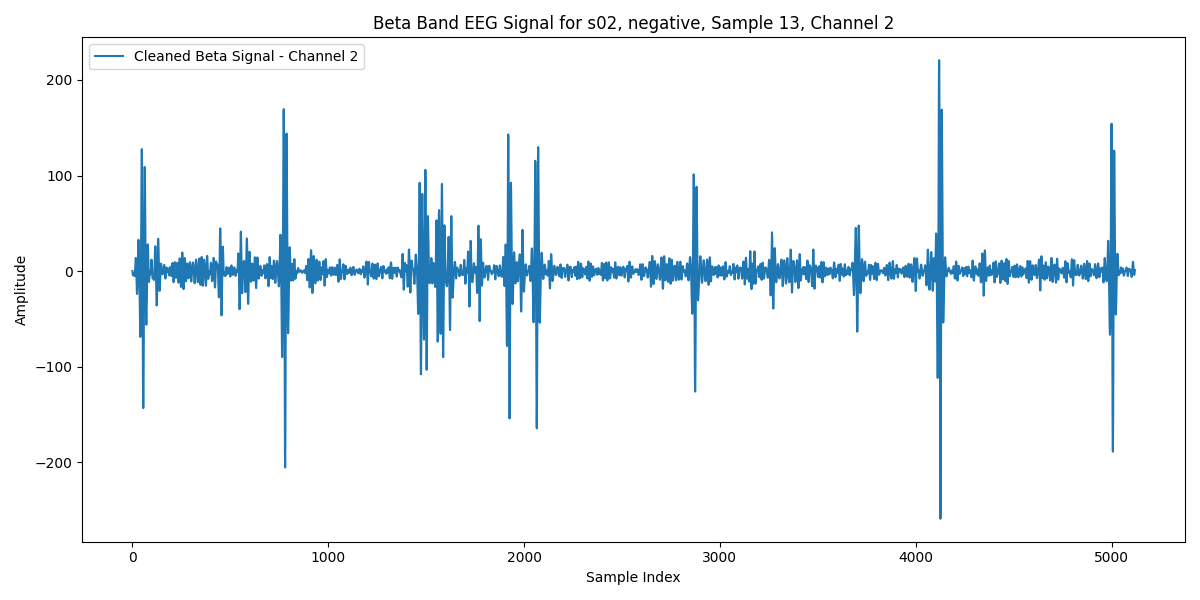 Beta Band EEG Signal for s02, negative, Sample 13, Channel 2
Cleaned Beta Signal - Channel 2
Amplitude
200
100
0
−100
−200
0 1000 2000 3000 4000 5000
Sample Index